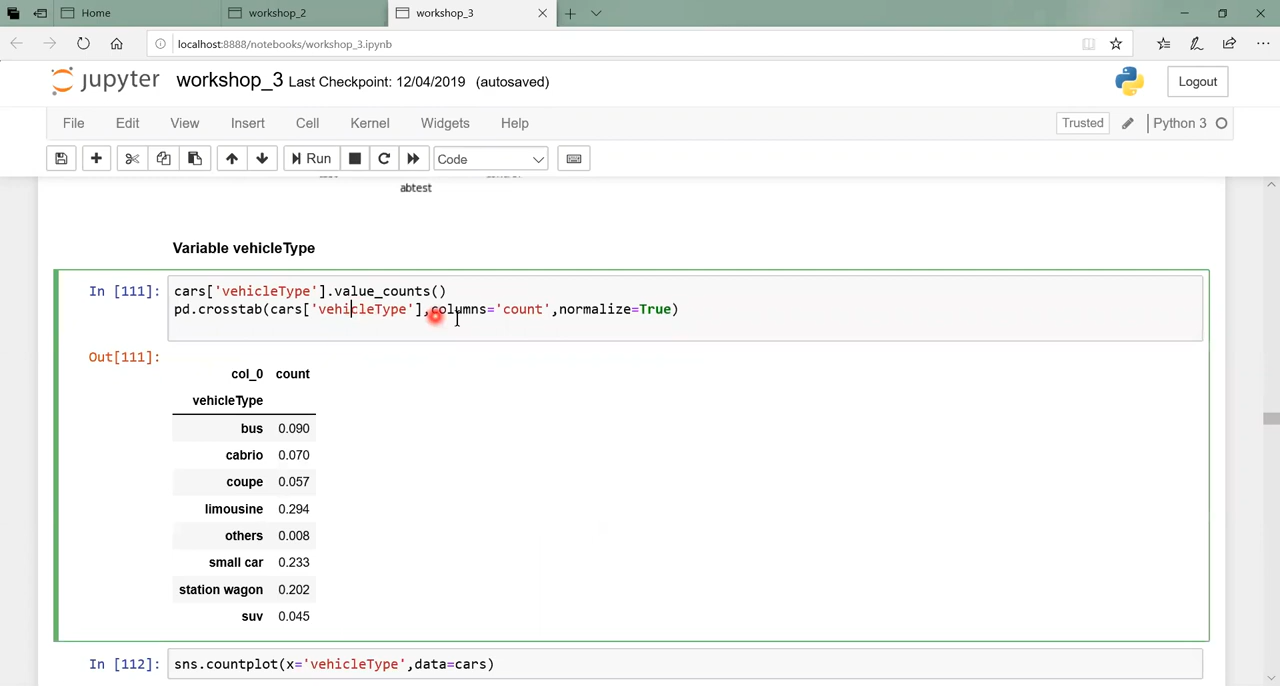 Home workshop_2 workshop_3
localhost:8888/notebooks/workshop_3.ipynb
jupyter workshop_3 Last Checkpoint: 12/04/2019 (autosaved) Logout
File Edit View Insert Cell Kernel Widgets Help Trusted Python 3
Run Code
abtest
Variable vehicleType
In [111]: cars['vehicleType'].value_counts()
pd.crosstab(cars['vehicleType'],columns='count',normalize=True)
Out[111]:
col_0 count
vehicleType
bus 0.090
cabrio 0.070
coupe 0.057
limousine 0.294
others 0.008
small car 0.233
station wagon 0.202
suv 0.045
In [112]: sns.countplot(x='vehicleType',data=cars)